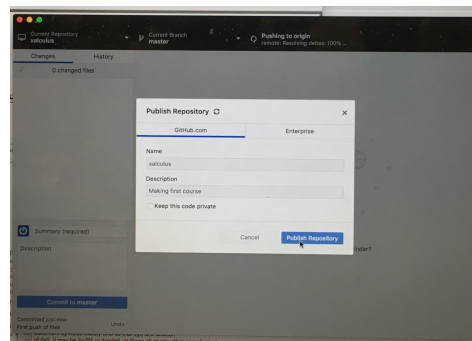 Current Repository
xalculus
Current Branch
master
Pushing to origin
remote: Resolving deltas: 100% ...
Changes
History
0 changed files
Publish Repository
GitHub.com
Enterprise
Name
xalculus
Description
Making first course
Keep this code private
Cancel
Publish Repository
inder?
Summary (required)
Description
Commit to master
Committed just now
First push of files
Undo